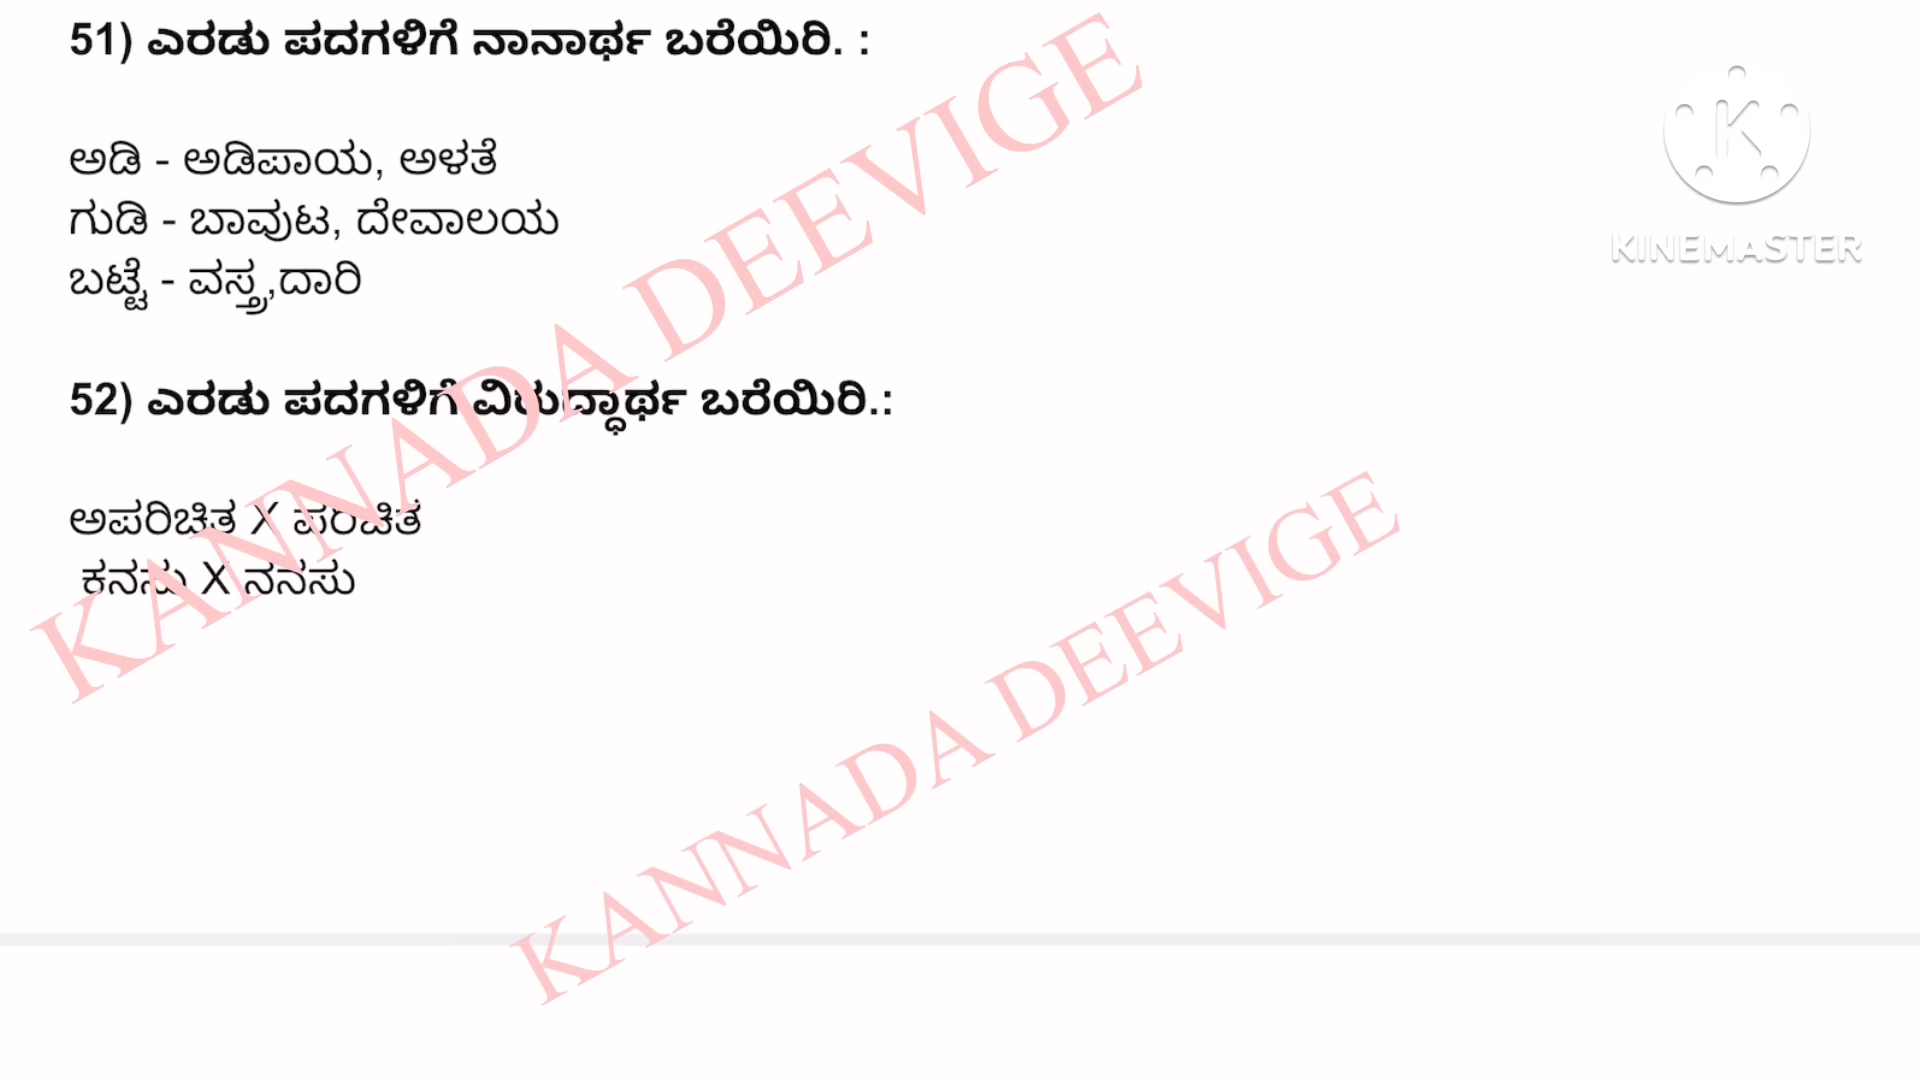 51) ಎರಡು ಪದಗಳಿಗೆ ನಾನಾರ್ಥ ಬರೆಯಿರಿ. :
ಅಡಿ - ಅಡಿಪಾಯ, ಅಳತೆ
ಗುಡಿ - ಬಾವುಟ, ದೇವಾಲಯ
ಬಟ್ಟೆ - ವಸ್ತ್ರ,ದಾರಿ
52) ಎರಡು ಪದಗಳಿಗೆ ವಿರುದ್ಧಾರ್ಥ ಬರೆಯಿರಿ.:
ಅಪರಿಚಿತ X ಪರಿಚಿತ
ಕನಸು X ನನಸು
KANNADA DEEVIGE
KANNADA DEEVIGE
K
KINEMASTER